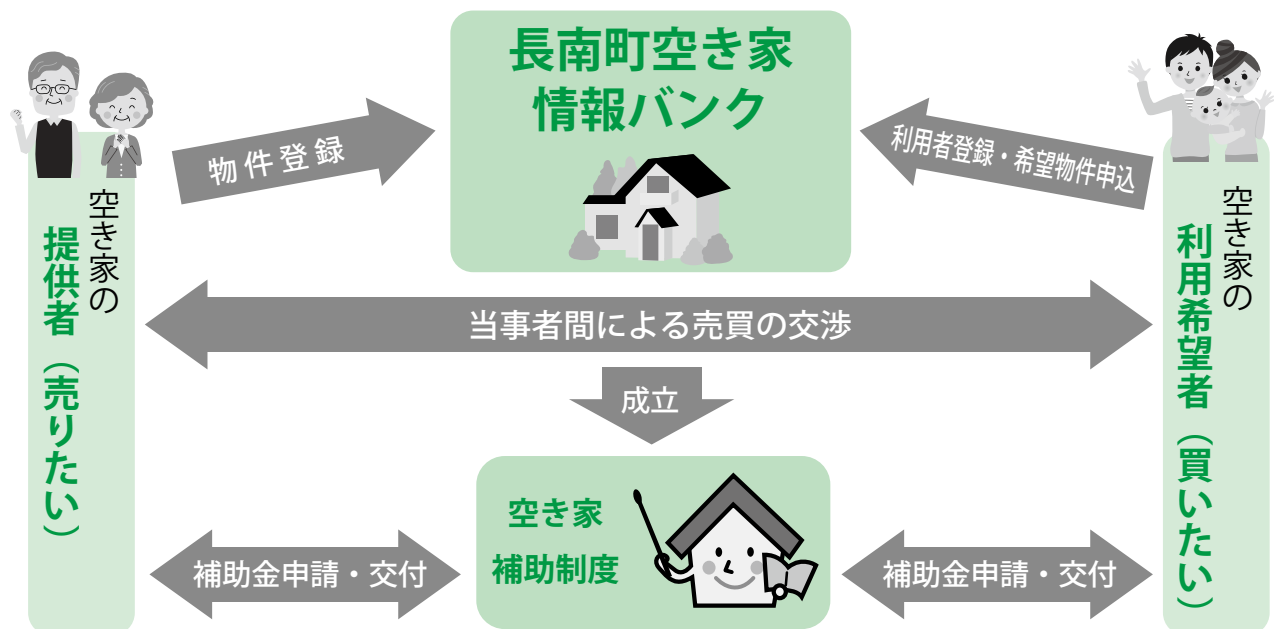 長南町空き家
情報バンク
物件登録
利用者登録・希望物件申込
空き家の
提供者（売りたい）
空き家の
利用希望者（買いたい）
当事者間による売買の交渉
成立
空き家
補助制度
補助金申請・交付
補助金申請・交付